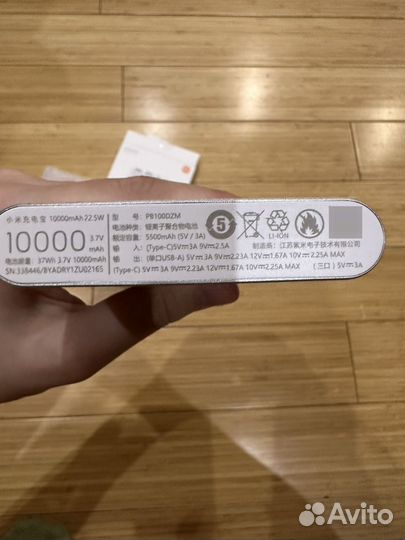 小米充电宝 10000mAh 22.5W
10000 3.7V mAh
电池能量: 37Wh 3.7V 10000mAh
SN:338446/BYADRY1ZU02165
型 号: PB100DZM
电池种类: 锂离子聚合物电池
额定容量: 5500mAh (5V / 3A)
输 入: (Type-C)5V⎓3A 9V⎓2.5A
输 出: (单口USB-A) 5V⎓3A 9V⎓2.23A 12V⎓1.67A 10V⎓2.25A MAX
(Type-C) 5V⎓3A 9V⎓2.23A 12V⎓1.67A 10V⎓2.25A MAX (三口) 5V⎓3A
5
LI-ION
制造商: 江苏紫米电子技术有限公司
Avito